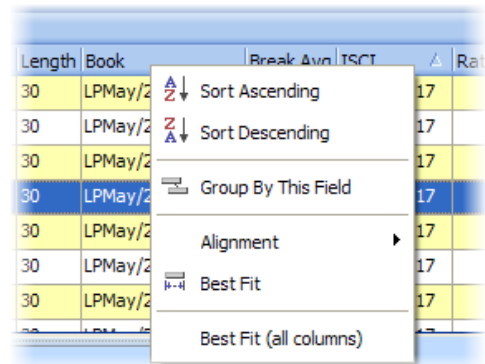 Length Book Break Avg ISCI Rat
30 LPMay/2 17
Sort Ascending
30 LPMay/2 17
Sort Descending
30 LPMay/2 17
30 LPMay/2 17
Group By This Field
30 LPMay/2 17
Alignment
30 LPMay/2 17
Best Fit
30 LPMay/2 17
Best Fit (all columns)